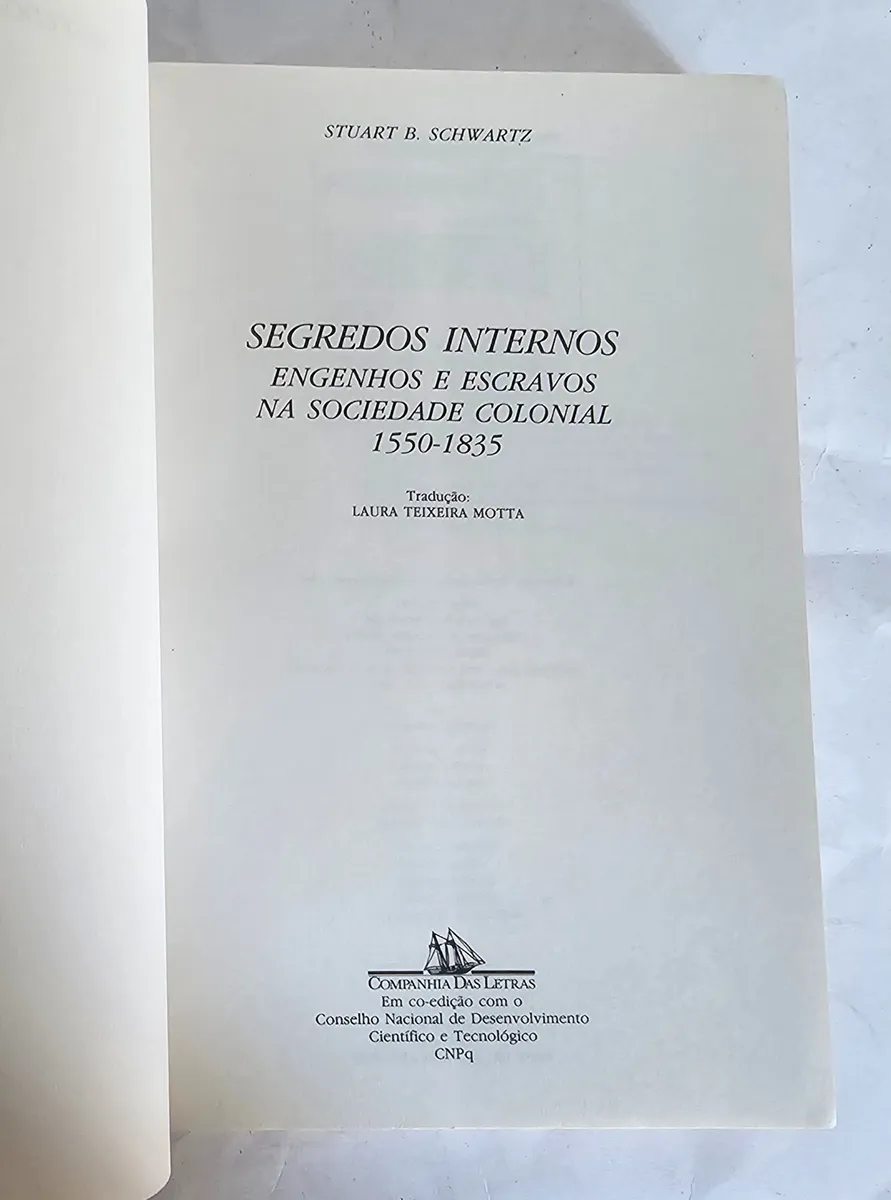 STUART B. SCHWARTZ
SEGREDOS INTERNOS
ENGENHOS E ESCRAVOS
NA SOCIEDADE COLONIAL
1550-1835
Tradução:
LAURA TEIXEIRA MOTTA
COMPANHIA DAS LETRAS
Em co-edição com o
Conselho Nacional de Desenvolvimento
Científico e Tecnológico
CNPq